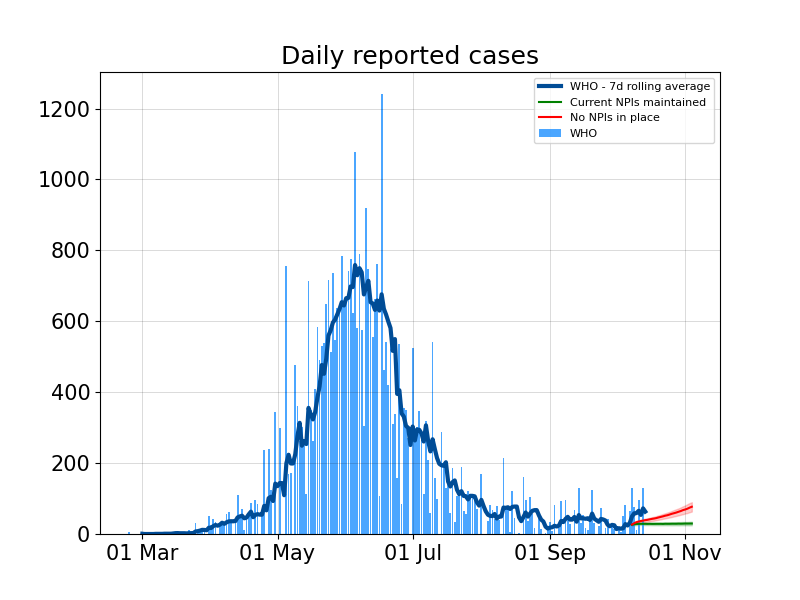 Daily reported cases
WHO - 7d rolling average
Current NPIs maintained
No NPIs in place
WHO
1200
1000
800
600
400
200
0
01 Mar
01 May
01 Jul
01 Sep
01 Nov